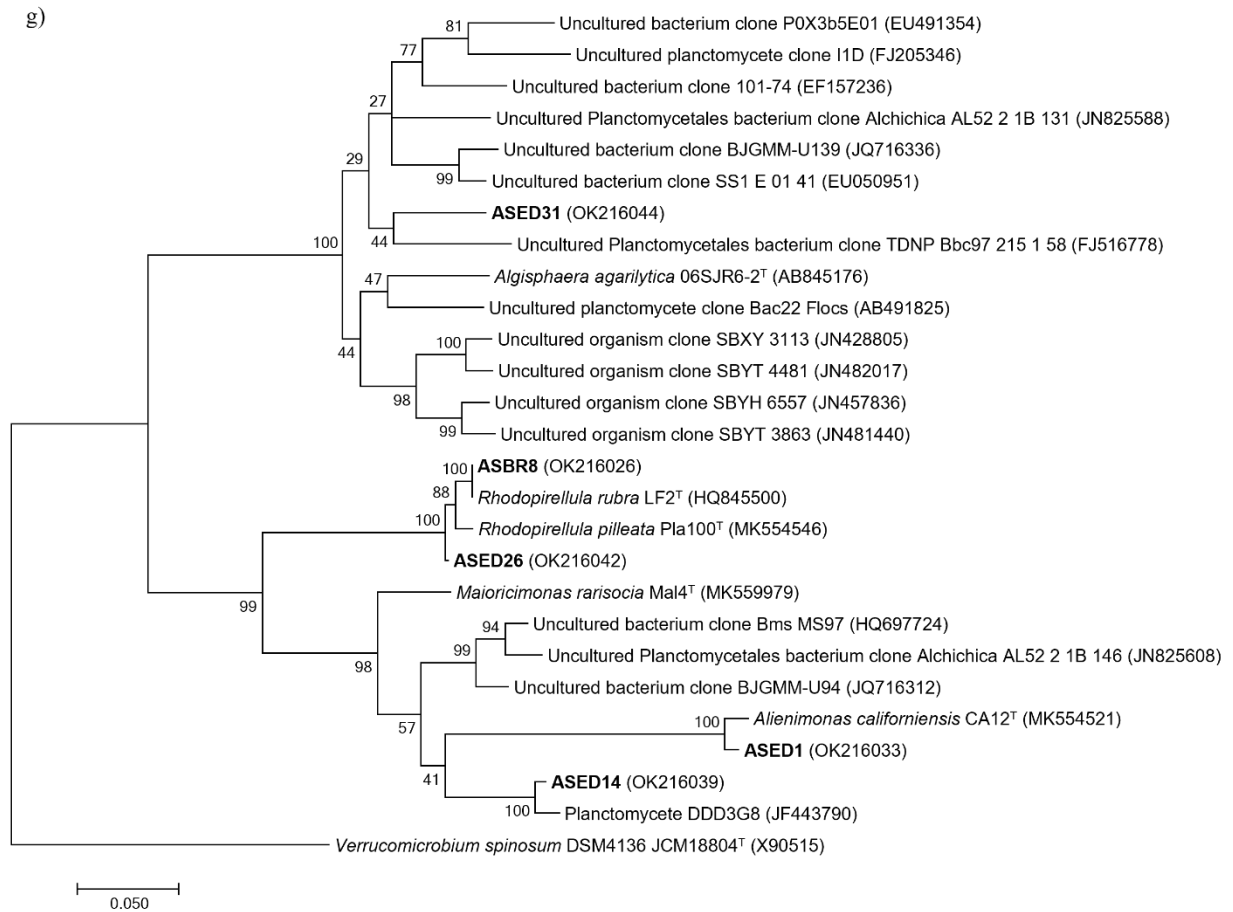 g)
81
Uncultured bacterium clone P0X3b5E01 (EU491354)
77
Uncultured planctomycete clone I1D (FJ205346)
Uncultured bacterium clone 101-74 (EF157236)
27
Uncultured Planctomycetales bacterium clone Alchichica AL52 2 1B 131 (JN825588)
29
Uncultured bacterium clone BJGMM-U139 (JQ716336)
99
Uncultured bacterium clone SS1 E 01 41 (EU050951)
ASED31 (OK216044)
100
44
Uncultured Planctomycetales bacterium clone TDNP Bbc97 215 1 58 (FJ516778)
47
Algisphaera agarilytica 06SJR6-2ᵀ (AB845176)
Uncultured planctomycete clone Bac22 Flocs (AB491825)
44
100
Uncultured organism clone SBXY 3113 (JN428805)
Uncultured organism clone SBYT 4481 (JN482017)
98
Uncultured organism clone SBYH 6557 (JN457836)
99
Uncultured organism clone SBYT 3863 (JN481440)
100
ASBR8 (OK216026)
88
Rhodopirellula rubra LF2ᵀ (HQ845500)
100
Rhodopirellula pilleata Pla100ᵀ (MK554546)
ASED26 (OK216042)
99
Maioricimonas rarisocia Mal4ᵀ (MK559979)
94
Uncultured bacterium clone Bms MS97 (HQ697724)
99
Uncultured Planctomycetales bacterium clone Alchichica AL52 2 1B 146 (JN825608)
98
Uncultured bacterium clone BJGMM-U94 (JQ716312)
57
100
Alienimonas californiensis CA12ᵀ (MK554521)
ASED1 (OK216033)
41
ASED14 (OK216039)
100
Planctomycete DDD3G8 (JF443790)
Verrucomicrobium spinosum DSM4136 JCM18804ᵀ (X90515)
0.050